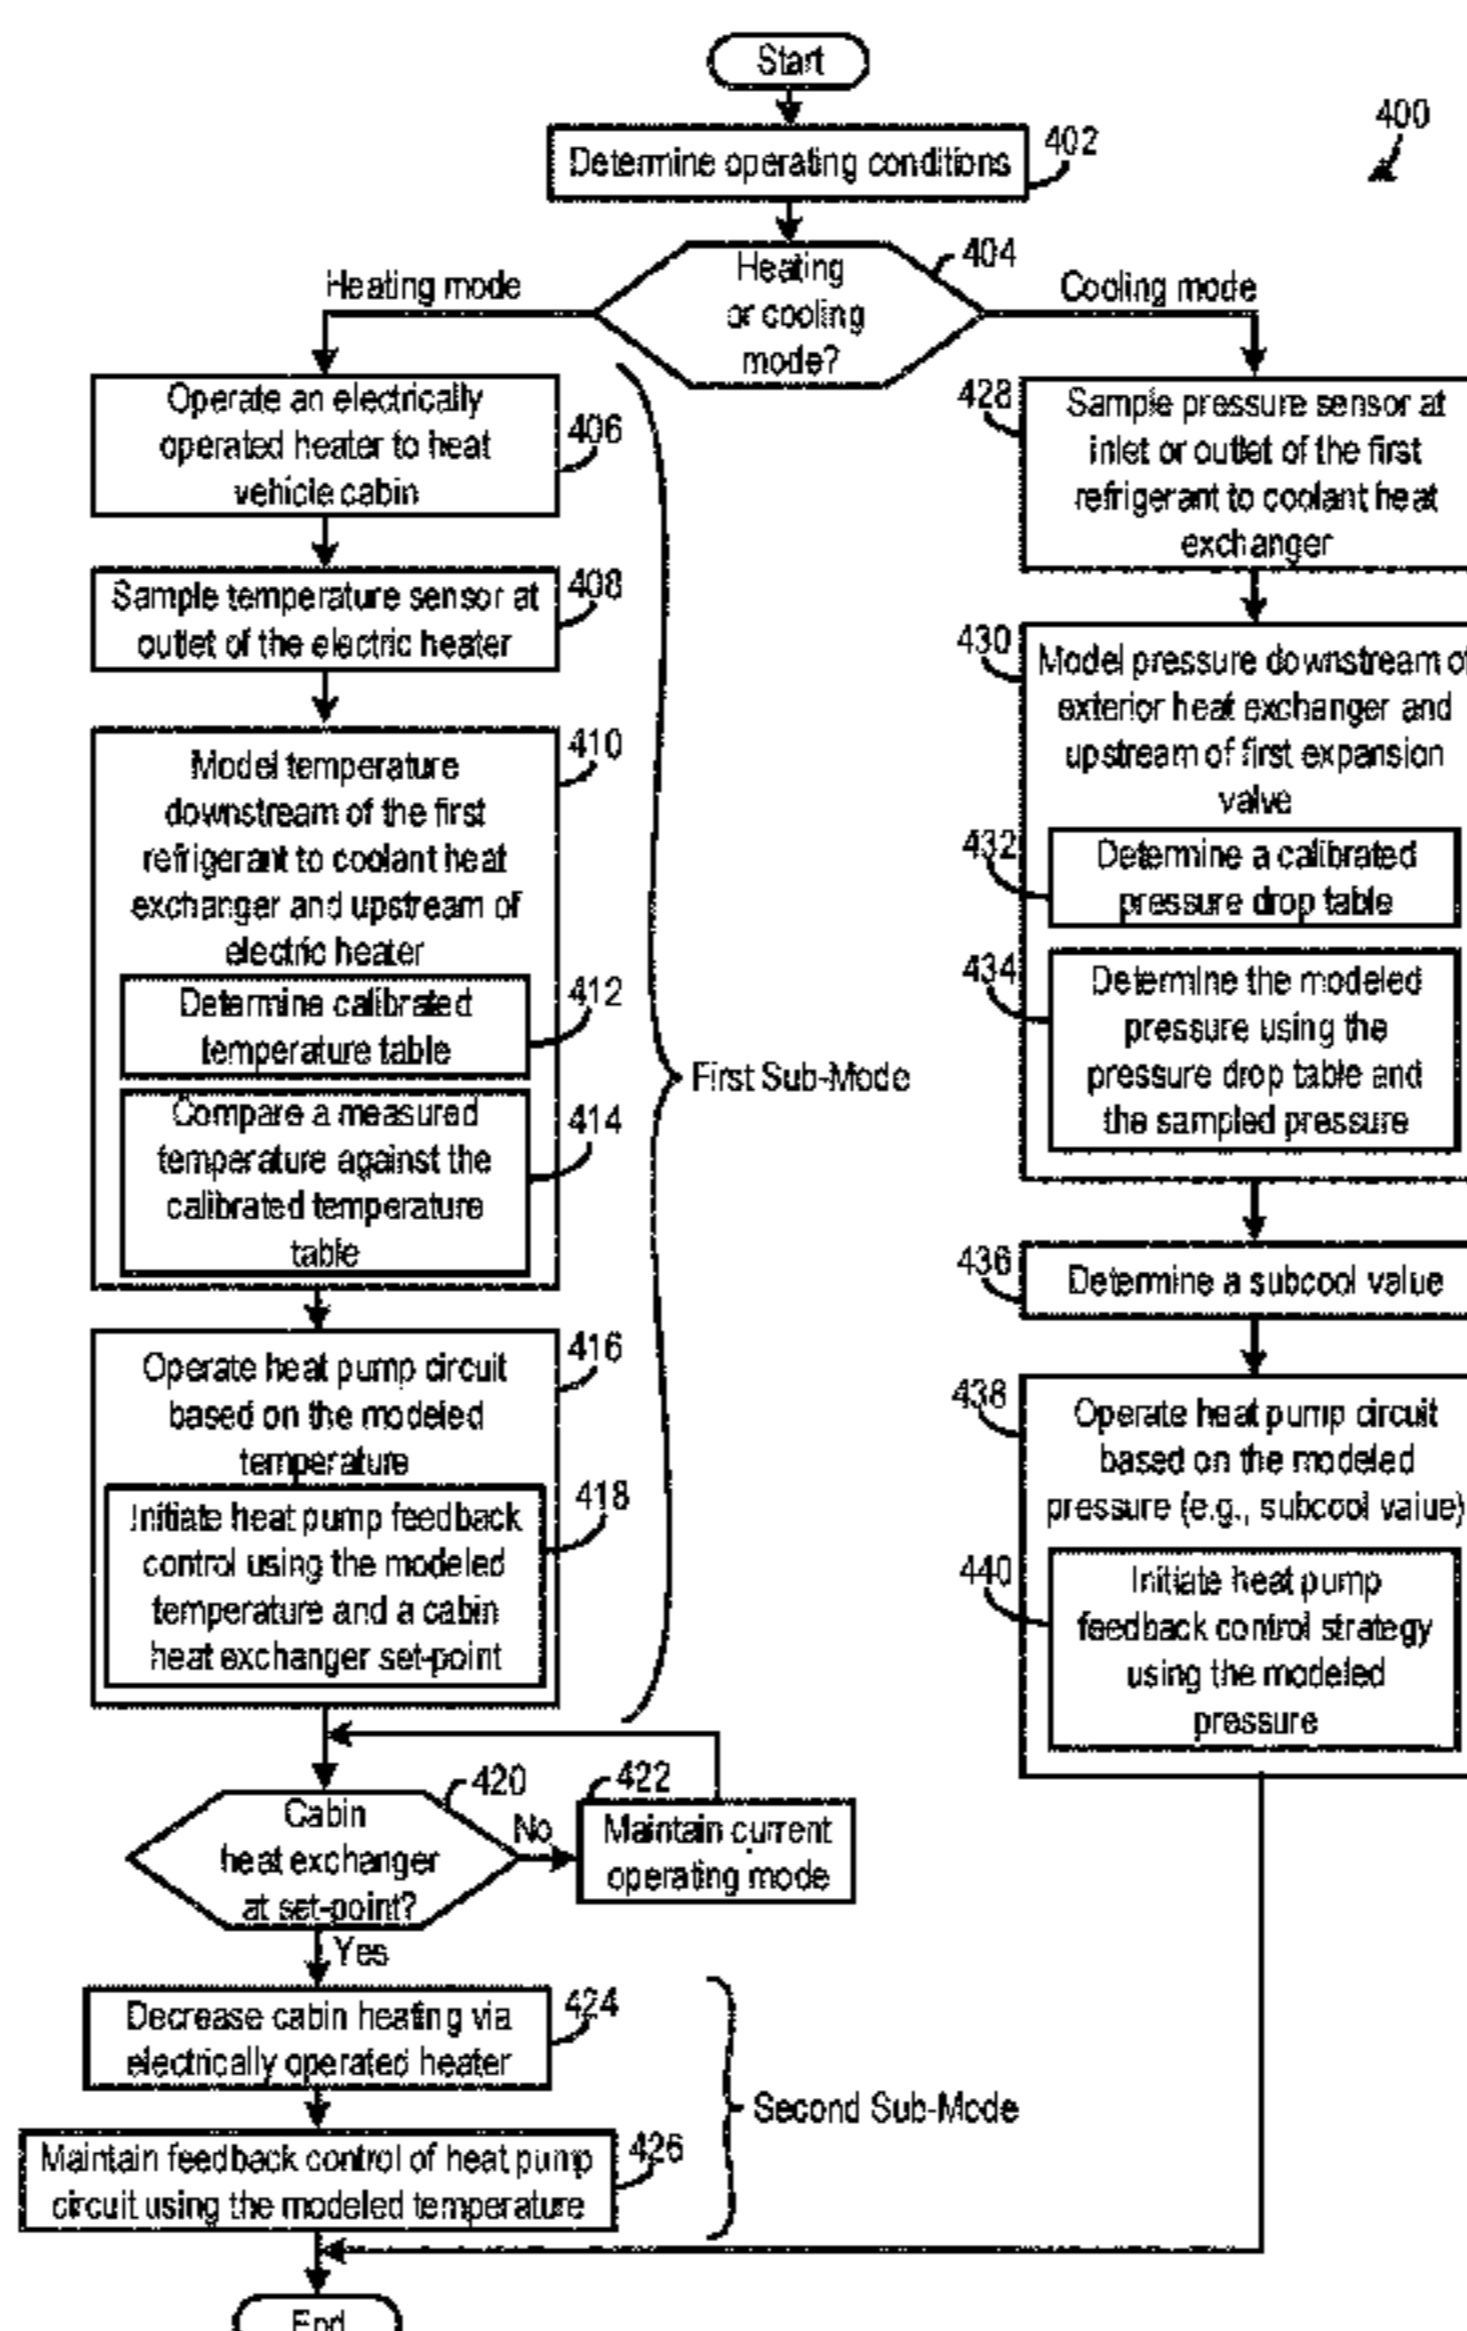 Start
Determine operating conditions
402
400
Heating
or cooling
mode?
404
Heating mode
Cooling mode
Operate an electrically
operated heater to heat
vehicle cabin
406
Sample temperature sensor at
outlet of the electric heater
408
Model temperature
downstream of the first
refrigerant to coolant heat
exchanger and upstream of
electric heater
410
Determine calibrated
temperature table
412
Compare a measured
temperature against the
calibrated temperature
table
414
Operate heat pump circuit
based on the modeled
temperature
416
Initiate heat pump feedback
control using the modeled
temperature and a cabin
heat exchanger set-point
418
First Sub-Mode
Cabin
heat exchanger
at set-point?
420
No
Maintain current
operating mode
422
Yes
Decrease cabin heating via
electrically operated heater
424
Maintain feedback control of heat pump
circuit using the modeled temperature
426
Second Sub-Mode
428
Sample pressure sensor at
inlet or outlet of the first
refrigerant to coolant heat
exchanger
430
Model pressure downstream of
exterior heat exchanger and
upstream of first expansion
valve
432
Determine a calibrated
pressure drop table
434
Determine the modeled
pressure using the
pressure drop table and
the sampled pressure
436
Determine a subcool value
438
Operate heat pump circuit
based on the modeled
pressure (e.g., subcool value)
440
Initiate heat pump
feedback control strategy
using the modeled
pressure
End